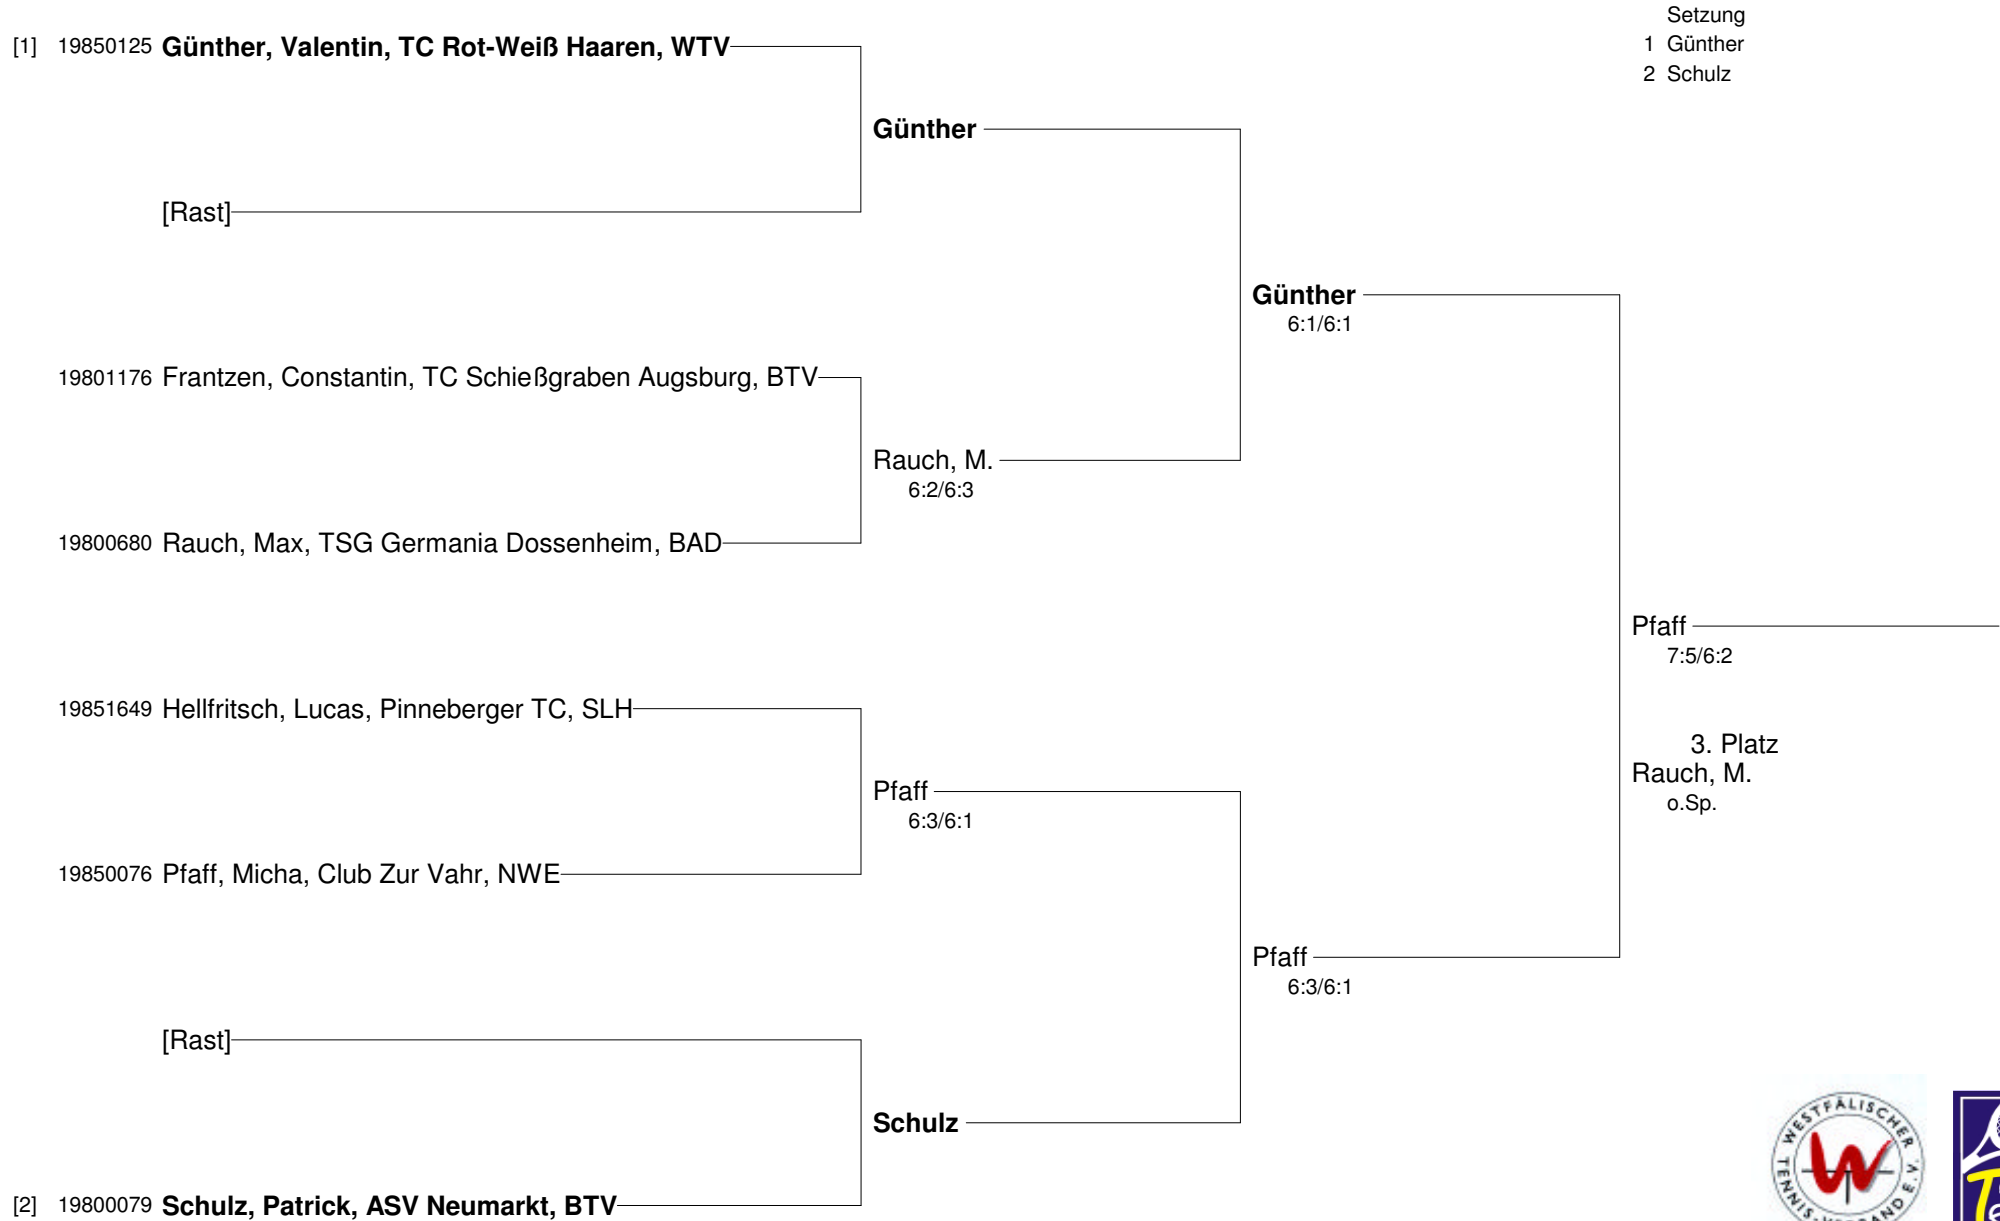 Setzung
1 Günther
2 Schulz
[1] 19850125 Günther, Valentin, TC Rot-Weiß Haaren, WTV
Günther
[Rast]
Günther
6:1/6:1
19801176 Frantzen, Constantin, TC Schießgraben Augsburg, BTV
Rauch, M.
6:2/6:3
19800680 Rauch, Max, TSG Germania Dossenheim, BAD
Pfaff
7:5/6:2
19851649 Hellfritsch, Lucas, Pinneberger TC, SLH
3. Platz
Rauch, M.
o.Sp.
Pfaff
6:3/6:1
19850076 Pfaff, Micha, Club Zur Vahr, NWE
Pfaff
6:3/6:1
[Rast]
Schulz
[2] 19800079 Schulz, Patrick, ASV Neumarkt, BTV
WESTFÄLISCHER
TENNIS-VERBAND E.V.